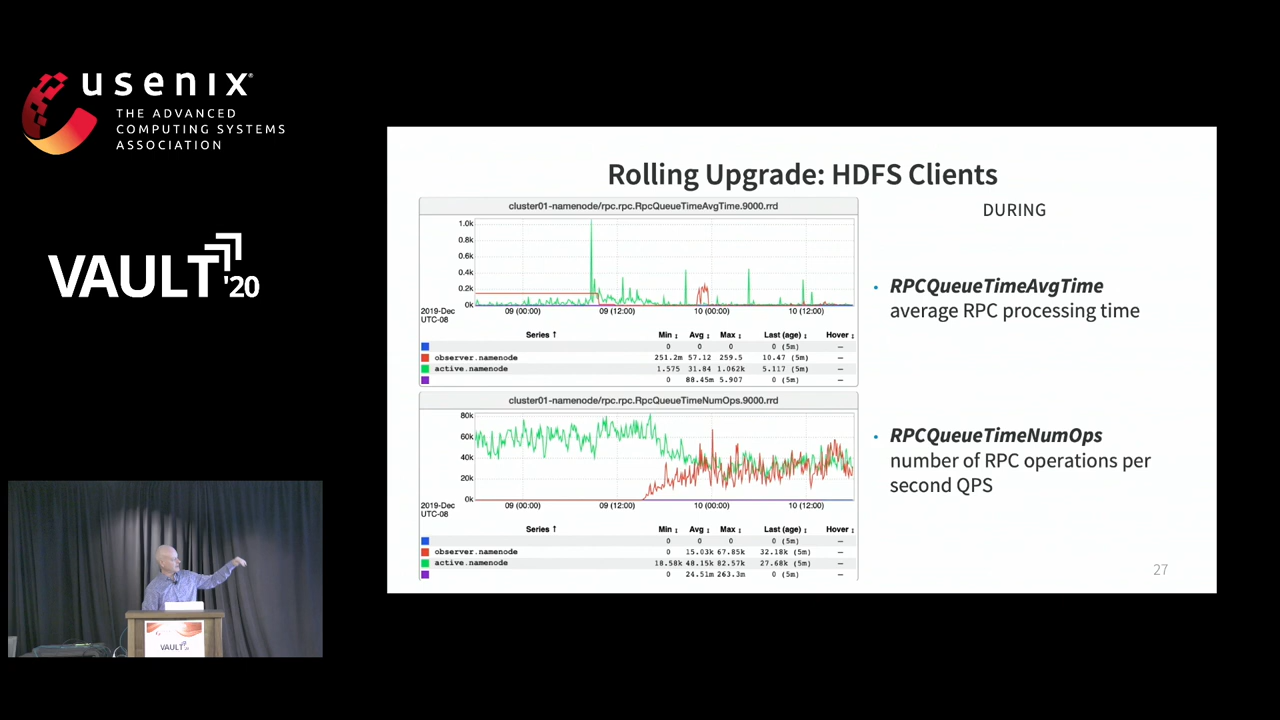 usenix
THE ADVANCED
COMPUTING SYSTEMS
ASSOCIATION
VAULT '20
Rolling Upgrade: HDFS Clients
DURING
cluster01-namenode/rpc.rpc.RpcQueueTimeAvgTime.9000.rrd
1.0k
0.8k
0.6k
0.4k
0.2k
0k
2019-Dec
UTC-08
09 (00:00) 09 (12:00) 10 (00:00) 10 (12:00)
Series ↑ Min Avg Max Last (age) Hover
0 0 0 0 (5m) —
observer.namenode 251.2m 57.12 259.5 10.47 (5m) —
active.namenode 1.575 31.84 1.062k 5.117 (5m) —
0 88.45m 5.907 0 (5m) —
• RPCQueueTimeAvgTime
average RPC processing time
cluster01-namenode/rpc.rpc.RpcQueueTimeNumOps.9000.rrd
80k
60k
40k
20k
0k
2019-Dec
UTC-08
09 (00:00) 09 (12:00) 10 (00:00) 10 (12:00)
Series ↑ Min Avg Max Last (age) Hover
0 0 0 0 (5m) —
observer.namenode 0 15.03k 67.85k 32.18k (5m) —
active.namenode 18.58k 48.15k 82.57k 27.68k (5m) —
0 24.51m 263.3m 0 (5m) —
• RPCQueueTimeNumOps
number of RPC operations per
second QPS
27
VAULT